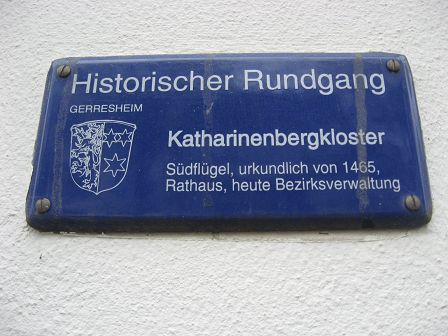 Historischer Rundgang
GERRESHEIM
Katharinenbergkloster
Südflügel, urkundlich von 1465,
Rathaus, heute Bezirksverwaltung